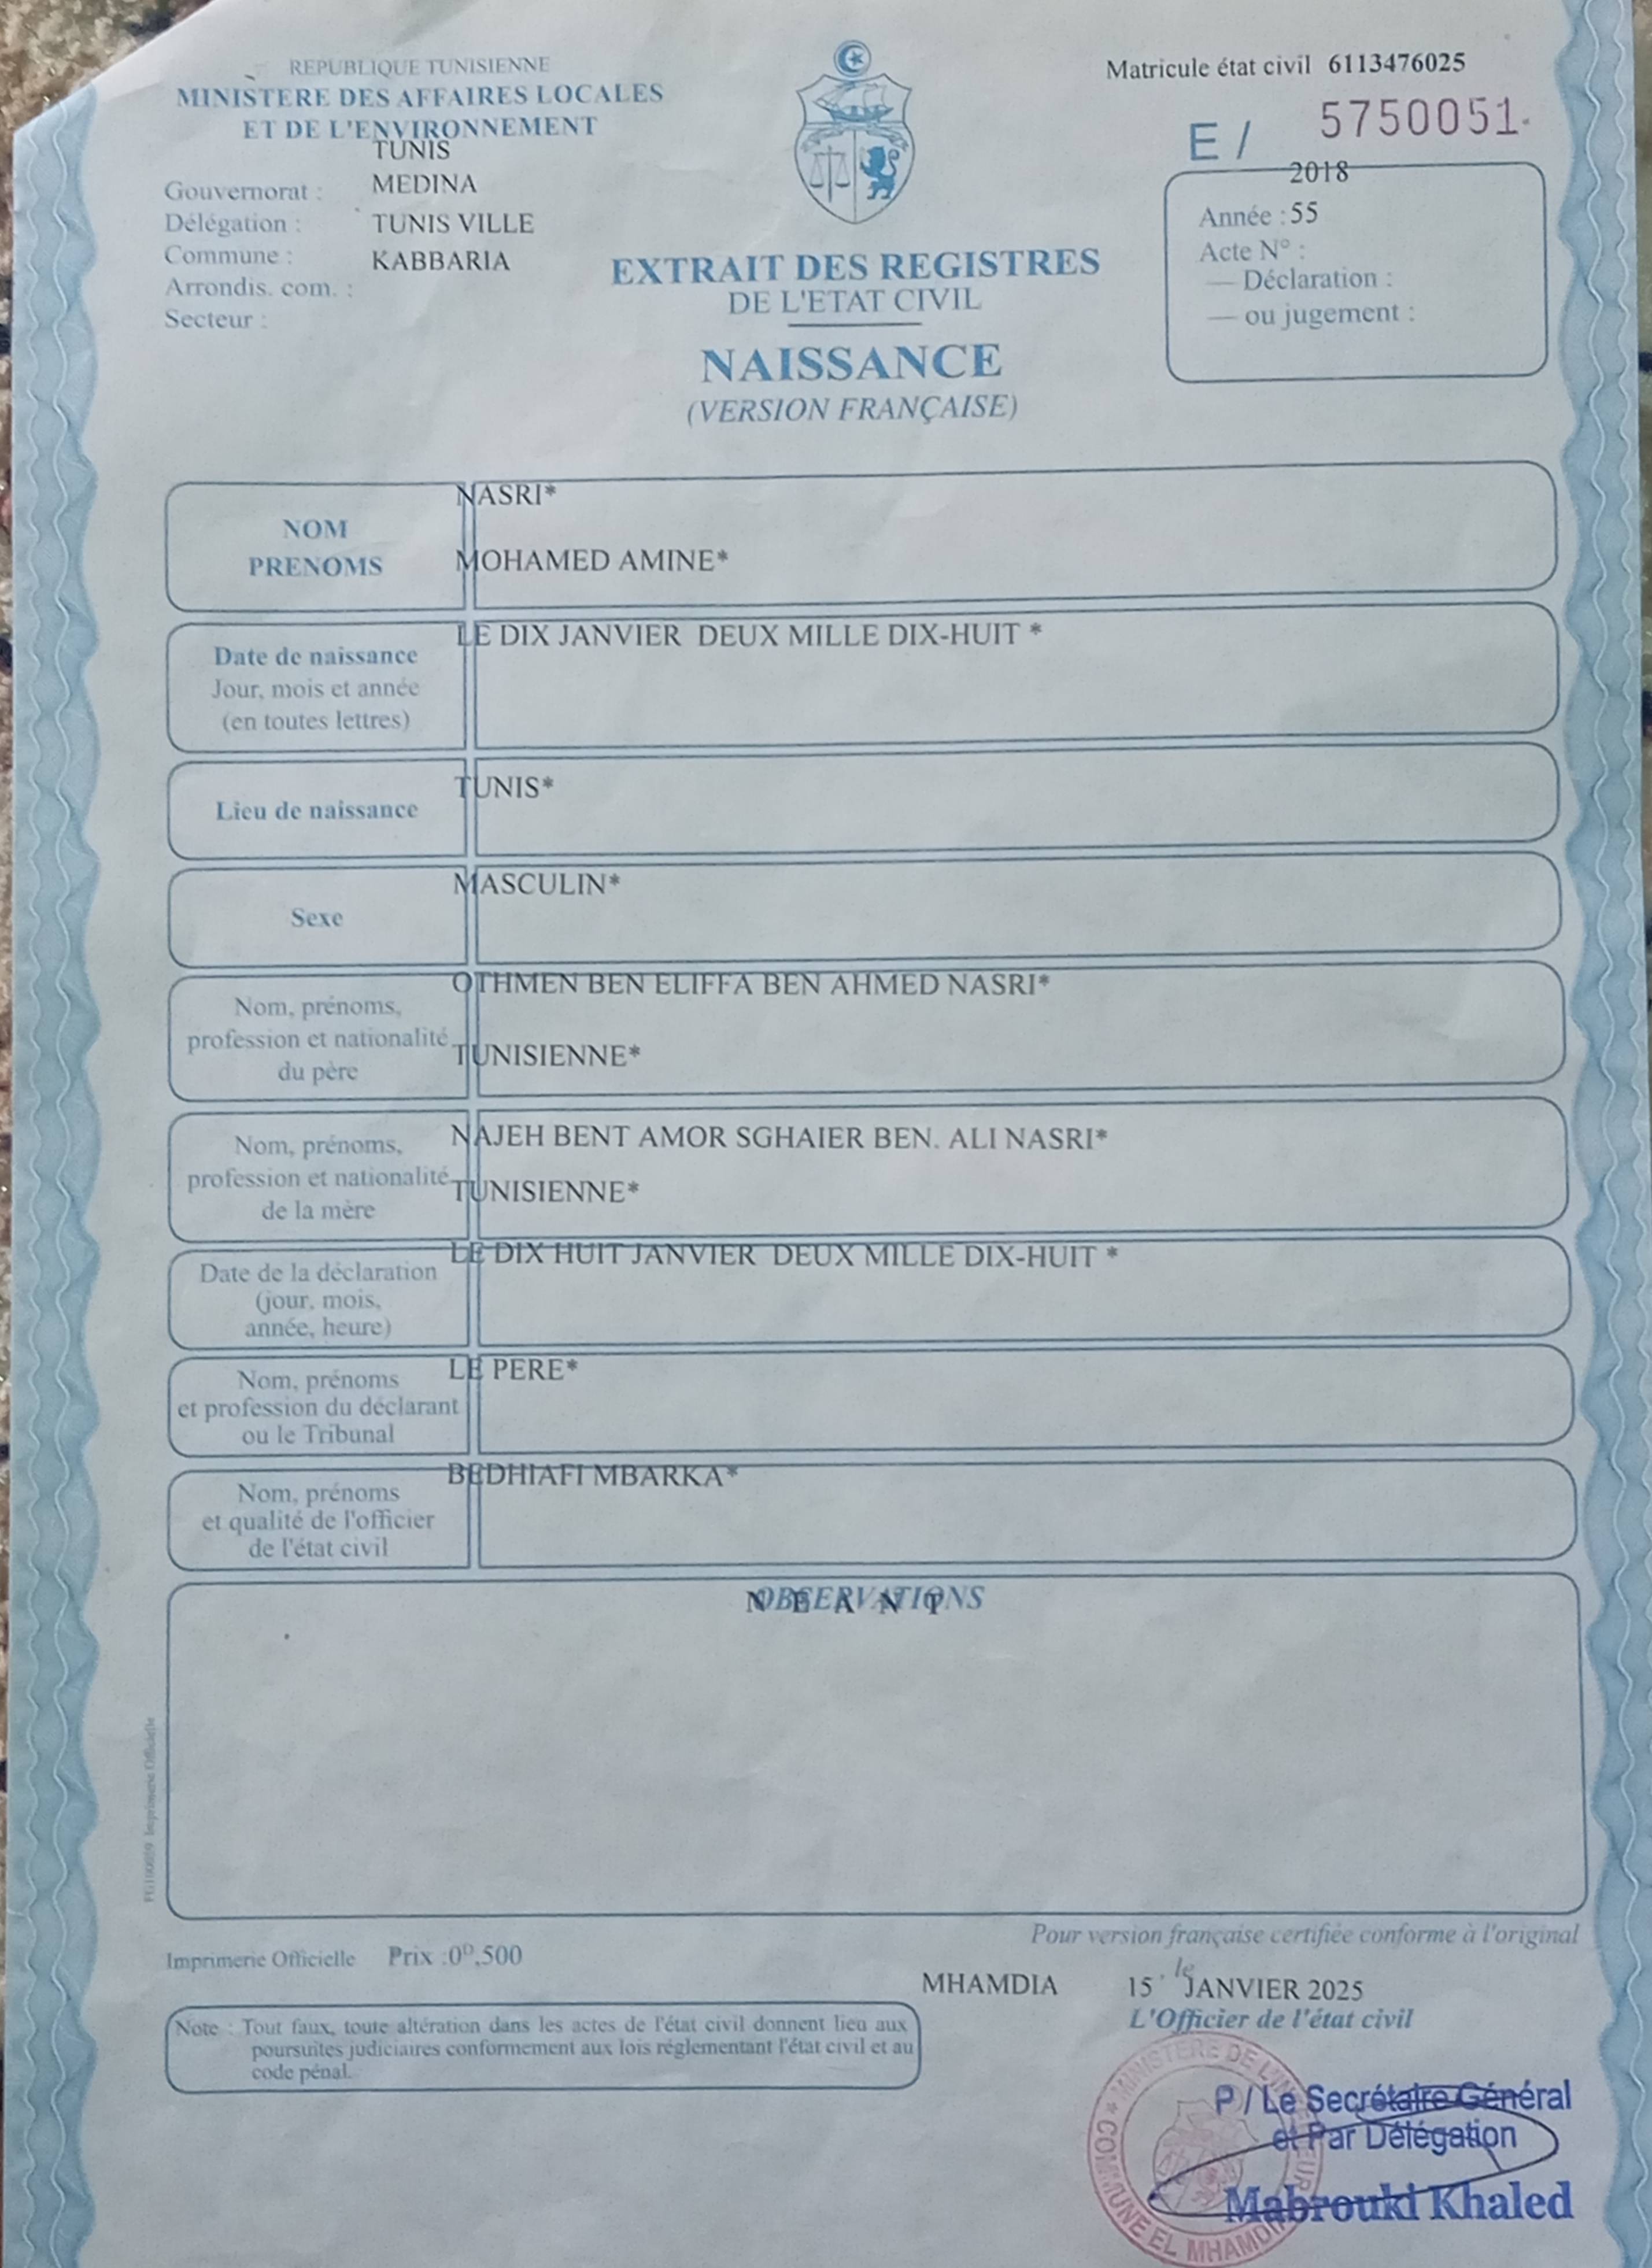 REPUBLIQUE TUNISIENNE
MINISTERE DES AFFAIRES LOCALES
ET DE L'ENVIRONNEMENT
TUNIS
Gouvernorat : MEDINA
Délégation : TUNIS VILLE
Commune : KABBARIA
Arrondis. com. :
Secteur :
Matricule état civil 6113476025
E / 5750051
2018
Année : 55
Acte N° :
— Déclaration :
— ou jugement :
EXTRAIT DES REGISTRES
DE L'ETAT CIVIL
NAISSANCE
(VERSION FRANÇAISE)
NASRI*
NOM
PRENOMS
MOHAMED AMINE*
LE DIX JANVIER DEUX MILLE DIX-HUIT *
Date de naissance
Jour, mois et année
(en toutes lettres)
TUNIS*
Lieu de naissance
MASCULIN*
Sexe
OTHMEN BEN ELIFFA BEN AHMED NASRI*
Nom, prénoms,
profession et nationalité
du père
TUNISIENNE*
NAJEH BENT AMOR SGHAIER BEN. ALI NASRI*
Nom, prénoms,
profession et nationalité
de la mère
TUNISIENNE*
LE DIX HUIT JANVIER DEUX MILLE DIX-HUIT *
Date de la déclaration
(jour, mois,
année, heure)
LE PERE*
Nom, prénoms
et profession du déclarant
ou le Tribunal
BEDHIAFI MBARKA*
Nom, prénoms
et qualité de l'officier
de l'état civil
OBSERVATIONS
N E A N T
Imprimerie Officielle
Pour version française certifiée conforme à l'original
Imprimerie Officielle Prix :0ᴰ,500
MHAMDIA 15 le JANVIER 2025
L'Officier de l'état civil
Note : Tout faux, toute altération dans les actes de l'état civil donnent lieu aux
poursuites judiciaires conformement aux lois réglementant l'état civil et au
code pénal.
MINISTERE DE L'INTERIEUR
* COMMUNE EL MHAMDIA
P / Le Secrétaire Général
et Par Délégation
Mabrouki Khaled